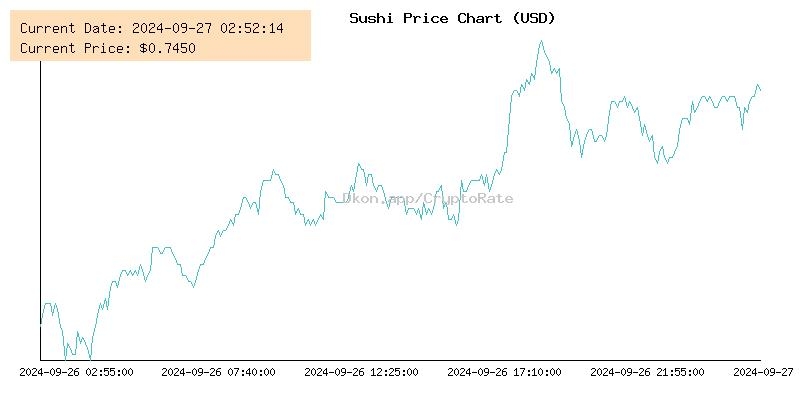 Sushi Price Chart (USD)
Current Date: 2024-09-27 02:52:14
Current Price: $0.7450
Dkon.app/CryptoRate
2024-09-26 02:55:00
2024-09-26 07:40:00
2024-09-26 12:25:00
2024-09-26 17:10:00
2024-09-26 21:55:00
2024-09-27